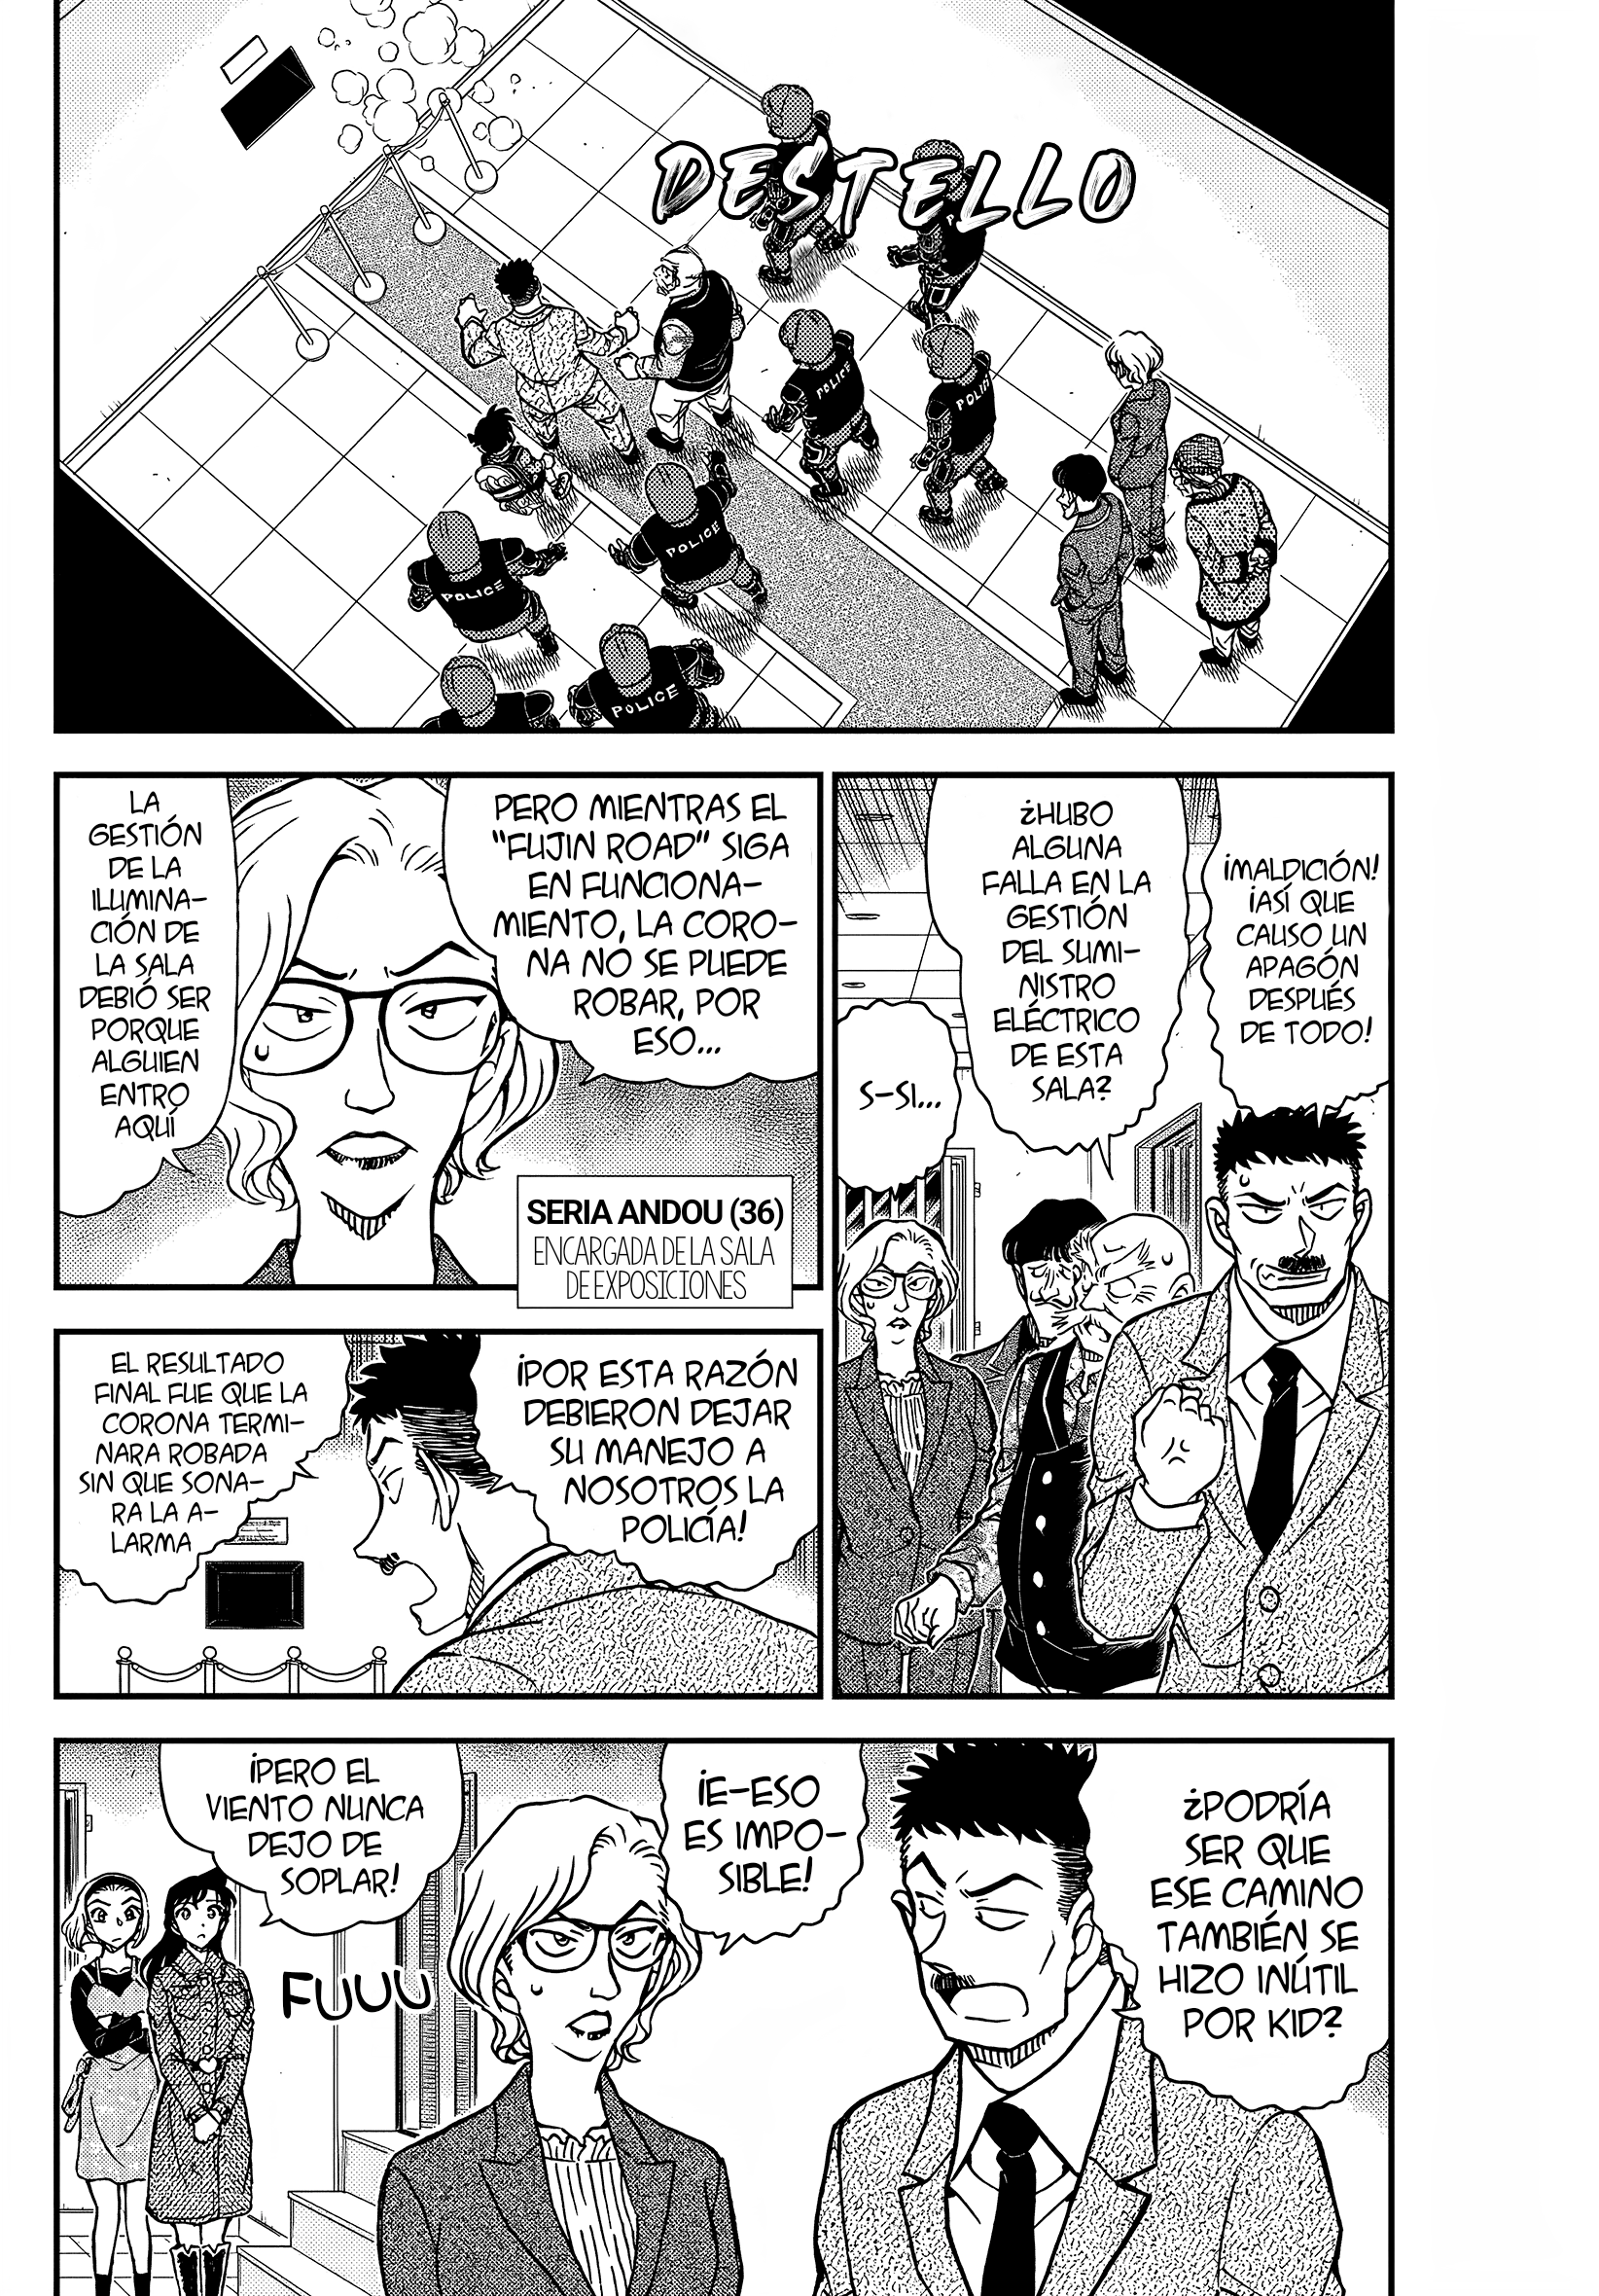 DESTELLO
POLICE
POLICE
POLICE
POLICE
POLICE
¡MALDICIÓN!
¡ASÍ QUE
CAUSO UN
APAGÓN
DESPUÉS
DE TODO!
¿HUBO
ALGUNA
FALLA EN LA
GESTIÓN
DEL SUMI-
NISTRO
ELÉCTRICO
DE ESTA
SALA?
S-SI...
PERO MIENTRAS EL
"FUJIN ROAD" SIGA
EN FUNCIONA-
MIENTO, LA CORO-
NA NO SE PUEDE
ROBAR, POR
ESO...
LA
GESTIÓN
DE LA
ILUMINA-
CIÓN DE
LA SALA
DEBIÓ SER
PORQUE
ALGUIEN
ENTRO
AQUÍ
SERIA ANDOU (36)
ENCARGADA DE LA SALA
DE EXPOSICIONES
¡POR ESTA RAZÓN
DEBIERON DEJAR
SU MANEJO A
NOSOTROS LA
POLICÍA!
EL RESULTADO
FINAL FUE QUE LA
CORONA TERMI-
NARA ROBADA
SIN QUE SONA-
RA LA A-
LARMA
¿PODRÍA
SER QUE
ESE CAMINO
TAMBIÉN SE
HIZO INÚTIL
POR KID?
¡E-ESO
ES IMPO-
SIBLE!
¡PERO EL
VIENTO NUNCA
DEJO DE
SOPLAR!
FUUU